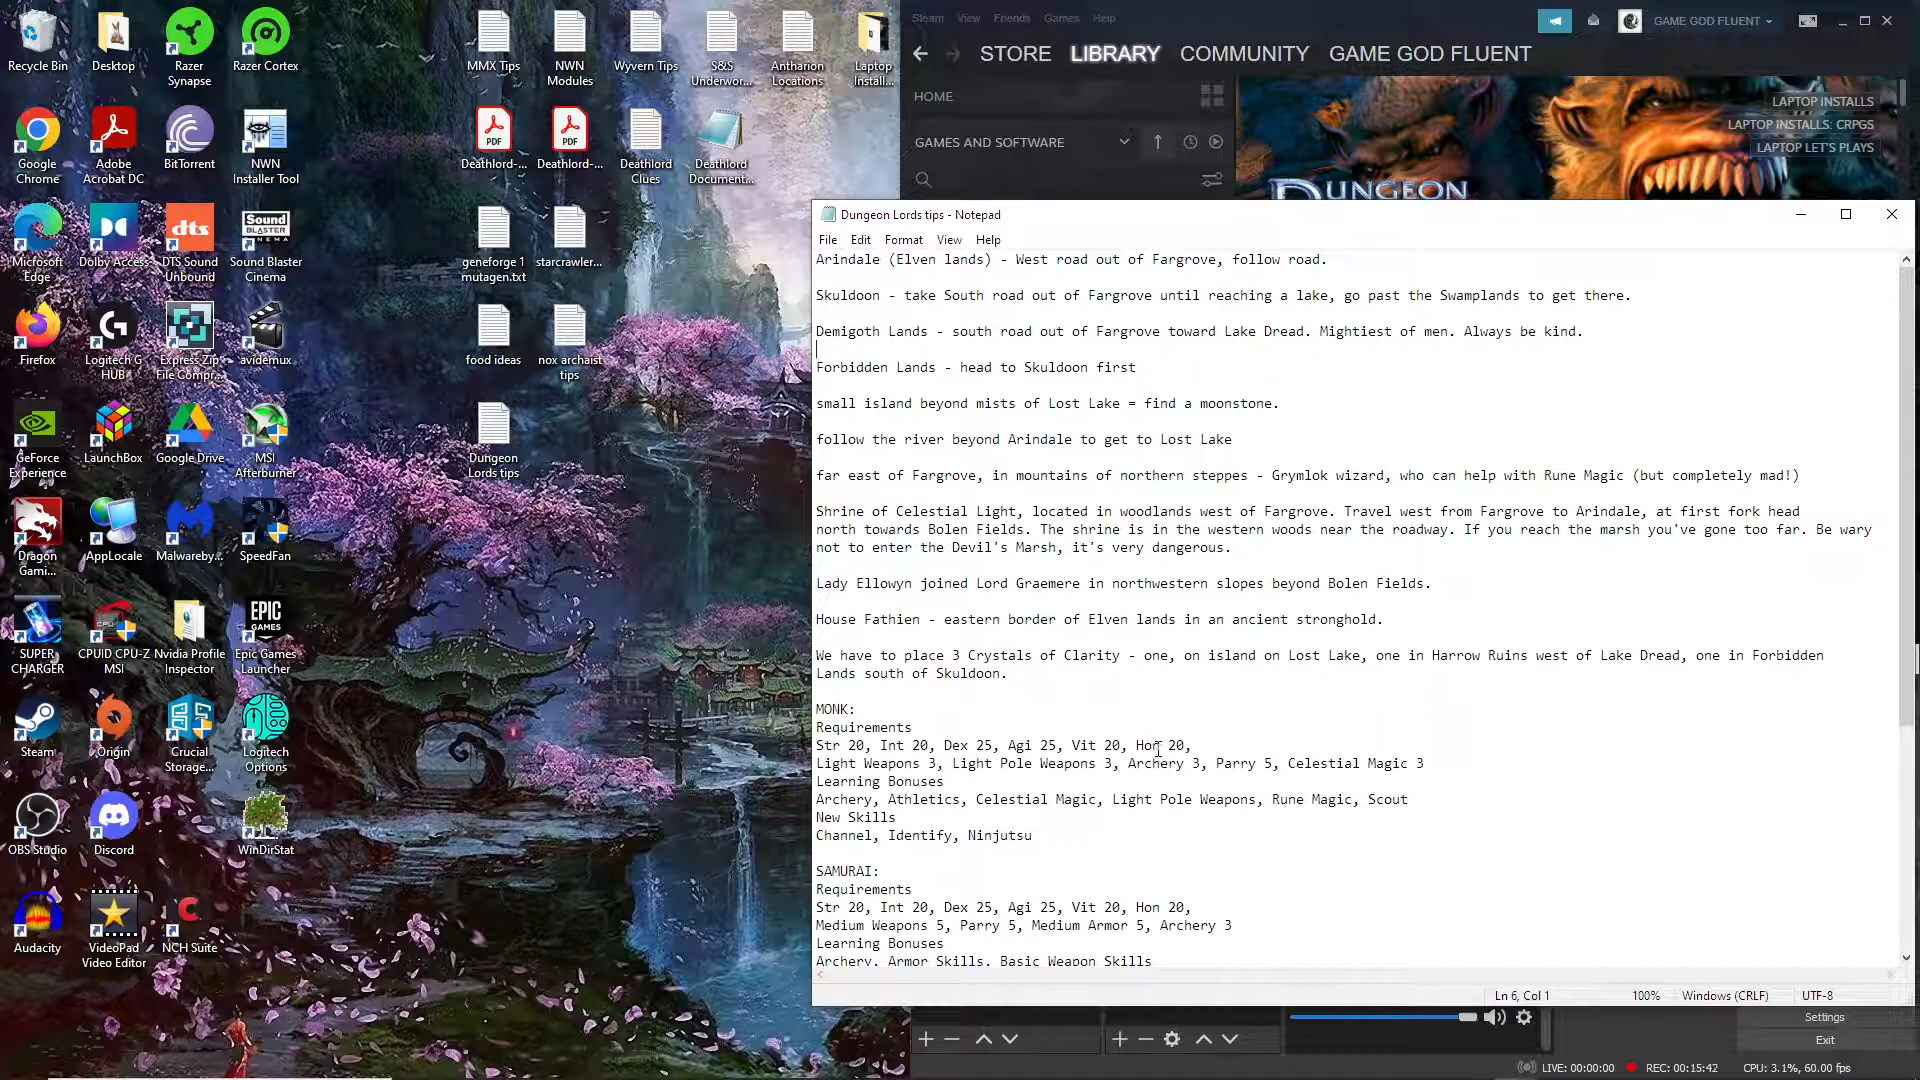 Recycle Bin
Desktop
Razer Synapse
Razer Cortex
MMX Tips
NWN Modules
Wyvern Tips
S&S Underwor...
Antharion Locations
Laptop Install...
Google Chrome
Adobe Acrobat DC
BitTorrent
NWN Installer Tool
PDF
Deathlord-...
PDF
Deathlord-...
Deathlord Clues
Deathlord Document...
Microsoft Edge
Dolby Access
dts
DTS Sound Unbound
Sound BLASTER CINEMA
Sound Blaster Cinema
geneforge 1 mutagen.txt
starcrawler...
Firefox
Logitech G HUB
Express Zip File Compr...
avidemux
food ideas
nox archaist tips
GeForce Experience
LaunchBox
Google Drive
MSI Afterburner
Dungeon Lords tips
Dragon Gami...
AppLocale
Malwareby...
SpeedFan
SUPER CHARGER
CPUID CPU-Z MSI
Nvidia Profile Inspector
EPIC GAMES
Epic Games Launcher
Steam
Origin
Crucial Storage...
Logitech Options
OBS Studio
Discord
WinDirStat
Audacity
VideoPad Video Editor
NCH Suite
Steam View Friends Games Help
GAME GOD FLUENT
STORE LIBRARY COMMUNITY GAME GOD FLUENT
HOME
GAMES AND SOFTWARE
DUNGEON
LAPTOP INSTALLS
LAPTOP INSTALLS: CRPGS
LAPTOP LET'S PLAYS
Dungeon Lords tips - Notepad
File Edit Format View Help
Arindale (Elven lands) - West road out of Fargrove, follow road.
Skuldoon - take South road out of Fargrove until reaching a lake, go past the Swamplands to get there.
Demigoth Lands - south road out of Fargrove toward Lake Dread. Mightiest of men. Always be kind.
Forbidden Lands - head to Skuldoon first
small island beyond mists of Lost Lake = find a moonstone.
follow the river beyond Arindale to get to Lost Lake
far east of Fargrove, in mountains of northern steppes - Grymlok wizard, who can help with Rune Magic (but completely mad!)
Shrine of Celestial Light, located in woodlands west of Fargrove. Travel west from Fargrove to Arindale, at first fork head
north towards Bolen Fields. The shrine is in the western woods near the roadway. If you reach the marsh you've gone too far. Be wary
not to enter the Devil's Marsh, it's very dangerous.
Lady Ellowyn joined Lord Graemere in northwestern slopes beyond Bolen Fields.
House Fathien - eastern border of Elven lands in an ancient stronghold.
We have to place 3 Crystals of Clarity - one, on island on Lost Lake, one in Harrow Ruins west of Lake Dread, one in Forbidden
Lands south of Skuldoon.
MONK:
Requirements
Str 20, Int 20, Dex 25, Agi 25, Vit 20, Hon 20,
Light Weapons 3, Light Pole Weapons 3, Archery 3, Parry 5, Celestial Magic 3
Learning Bonuses
Archery, Athletics, Celestial Magic, Light Pole Weapons, Rune Magic, Scout
New Skills
Channel, Identify, Ninjutsu
SAMURAI:
Requirements
Str 20, Int 20, Dex 25, Agi 25, Vit 20, Hon 20,
Medium Weapons 5, Parry 5, Medium Armor 5, Archery 3
Learning Bonuses
Archery, Armor Skills, Basic Weapon Skills
Ln 6, Col 1 100% Windows (CRLF) UTF-8
Settings
Exit
LIVE: 00:00:00 REC: 00:15:42 CPU: 3.1%, 60.00 fps